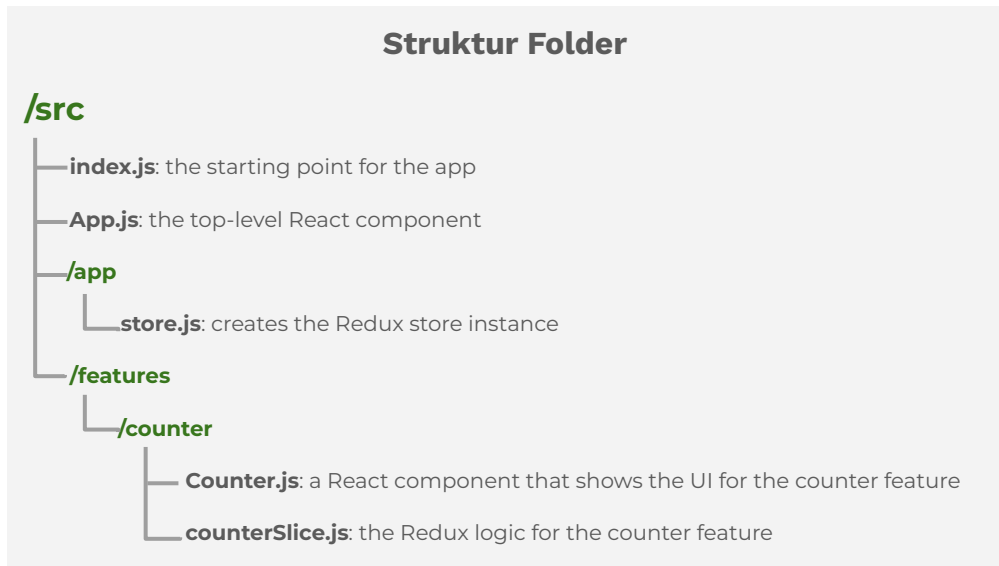 Struktur Folder
/src
index.js: the starting point for the app
App.js: the top-level React component
/app
store.js: creates the Redux store instance
/features
/counter
Counter.js: a React component that shows the UI for the counter feature
counterSlice.js: the Redux logic for the counter feature